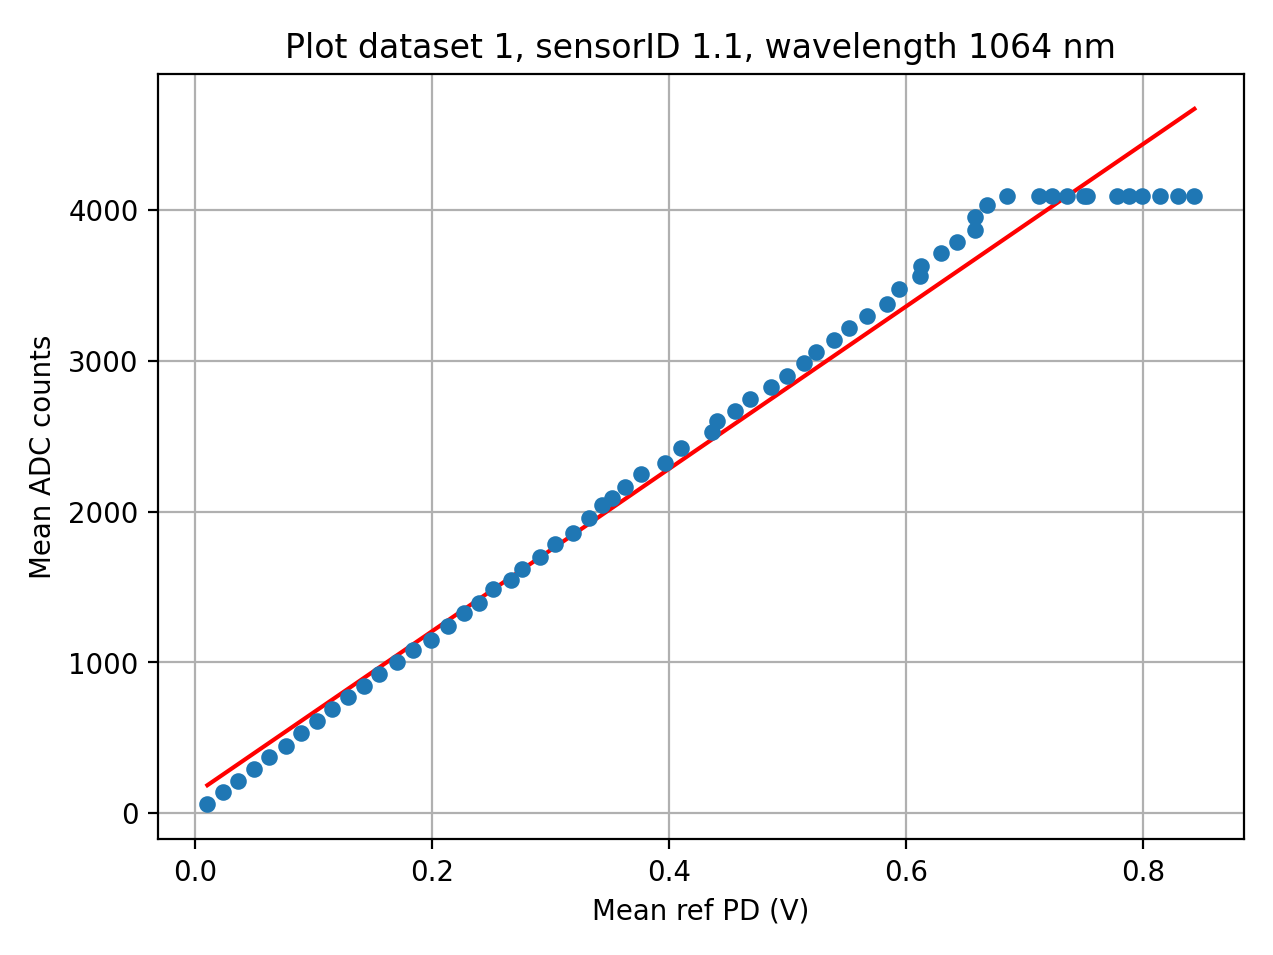 Plot dataset 1, sensorID 1.1, wavelength 1064 nm
Mean ADC counts
4000
3000
2000
1000
0
0.0 0.2 0.4 0.6 0.8
Mean ref PD (V)